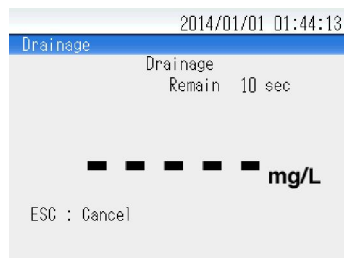 2014/01/01 01:44:13
Drainage
Drainage
Remain 10 sec
----- mg/L
ESC : Cancel